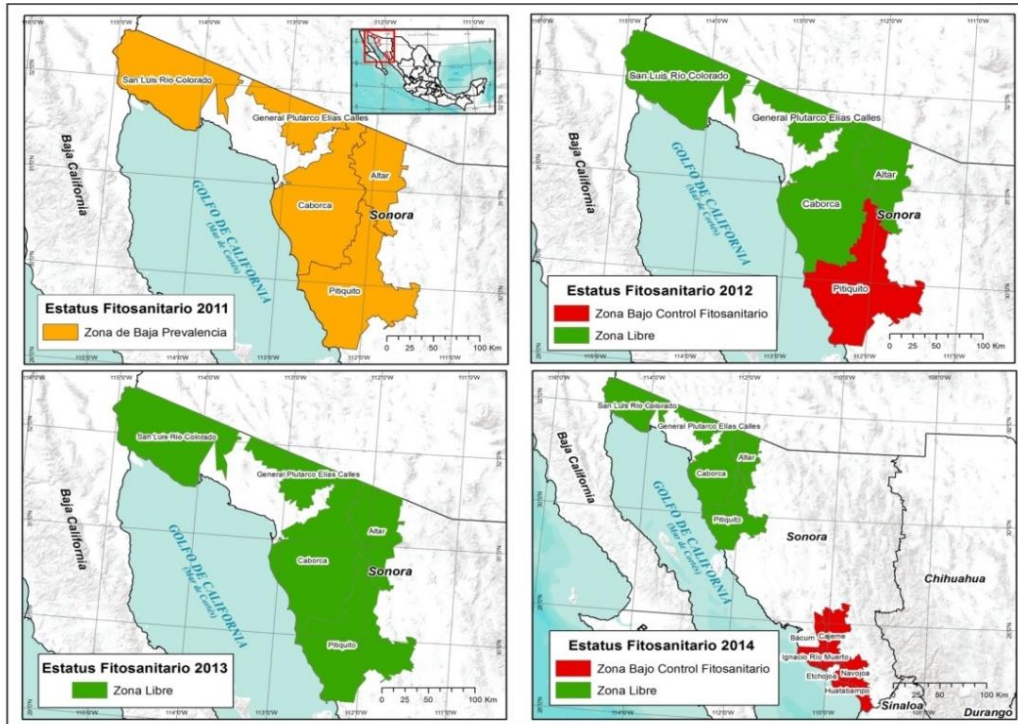 San Luis Río Colorado
General Plutarco Elías Calles
Altar
Caborca
Sonora
Pitiquito
Baja California
GOLFO DE CALIFORNIA
(Mar de Cortés)
Estatus Fitosanitario 2011
Zona de Baja Prevalencia
0 25 50 100 Km
San Luis Río Colorado
General Plutarco Elías Calles
Altar
Caborca
Sonora
Pitiquito
Baja California
GOLFO DE CALIFORNIA
(Mar de Cortés)
Estatus Fitosanitario 2012
Zona Bajo Control Fitosanitario
Zona Libre
0 25 50 100 Km
San Luis Río Colorado
General Plutarco Elías Calles
Altar
Caborca
Sonora
Pitiquito
Baja California
GOLFO DE CALIFORNIA
(Mar de Cortés)
Estatus Fitosanitario 2013
Zona Libre
0 25 50 100 Km
San Luis Río Colorado
General Plutarco Elías Calles
Altar
Caborca
Pitiquito
Sonora
Chihuahua
Baja California
GOLFO DE CALIFORNIA
(Mar de Cortés)
Bácum
Cajeme
Ignacio Río Muerto
Navojoa
Etchojoa
Huatabampo
Sinaloa
Durango
Estatus Fitosanitario 2014
Zona Bajo Control Fitosanitario
Zona Libre
0 25 50 100 Km